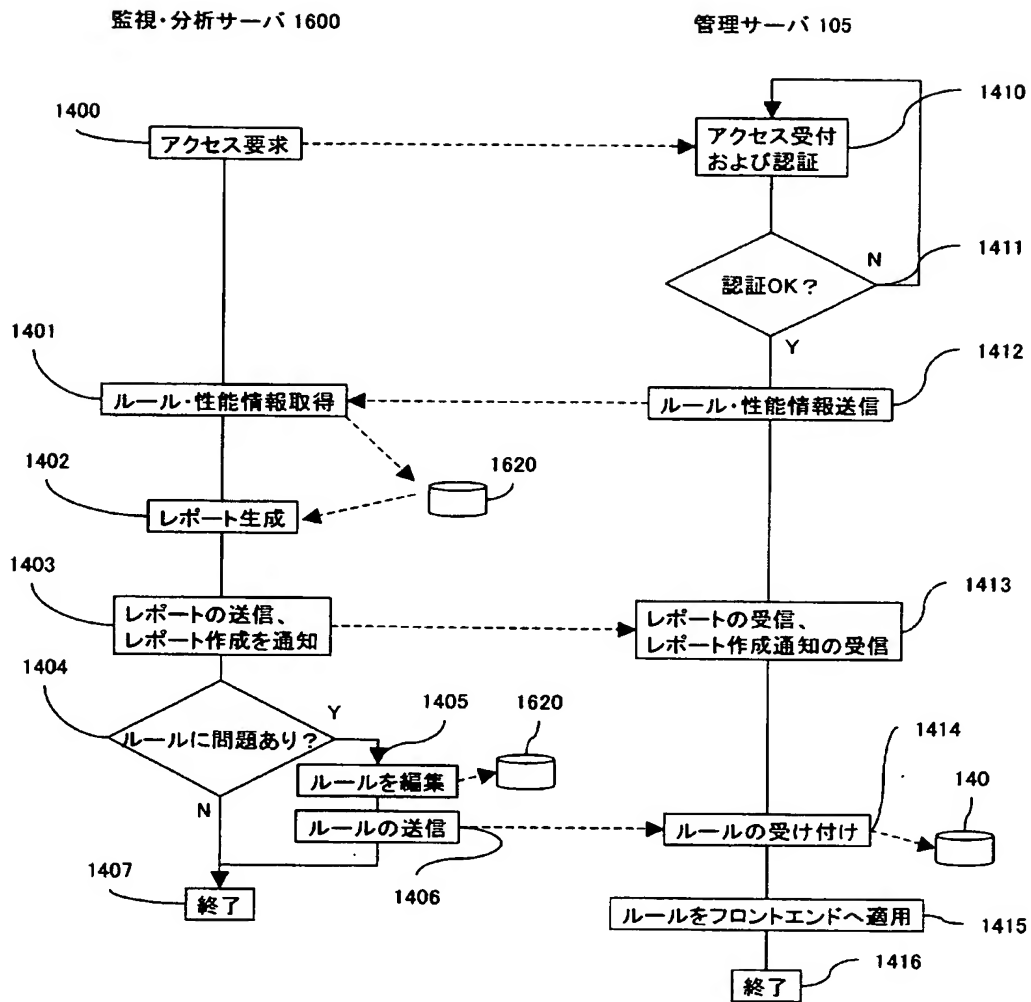 監視・分析サーバ 1600
管理サーバ 105
1400
アクセス要求
1410
アクセス受付
および認証
1411
N
認証OK？
Y
1401
ルール・性能情報取得
1412
ルール・性能情報送信
1402
1620
レポート生成
1403
レポートの送信、
レポート作成を通知
1413
レポートの受信、
レポート作成通知の受信
1404
ルールに問題あり？
Y
1405
1620
ルールを編集
N
ルールの送信
1406
1414
140
ルールの受け付け
1407
終了
ルールをフロントエンドへ適用
1415
終了
1416